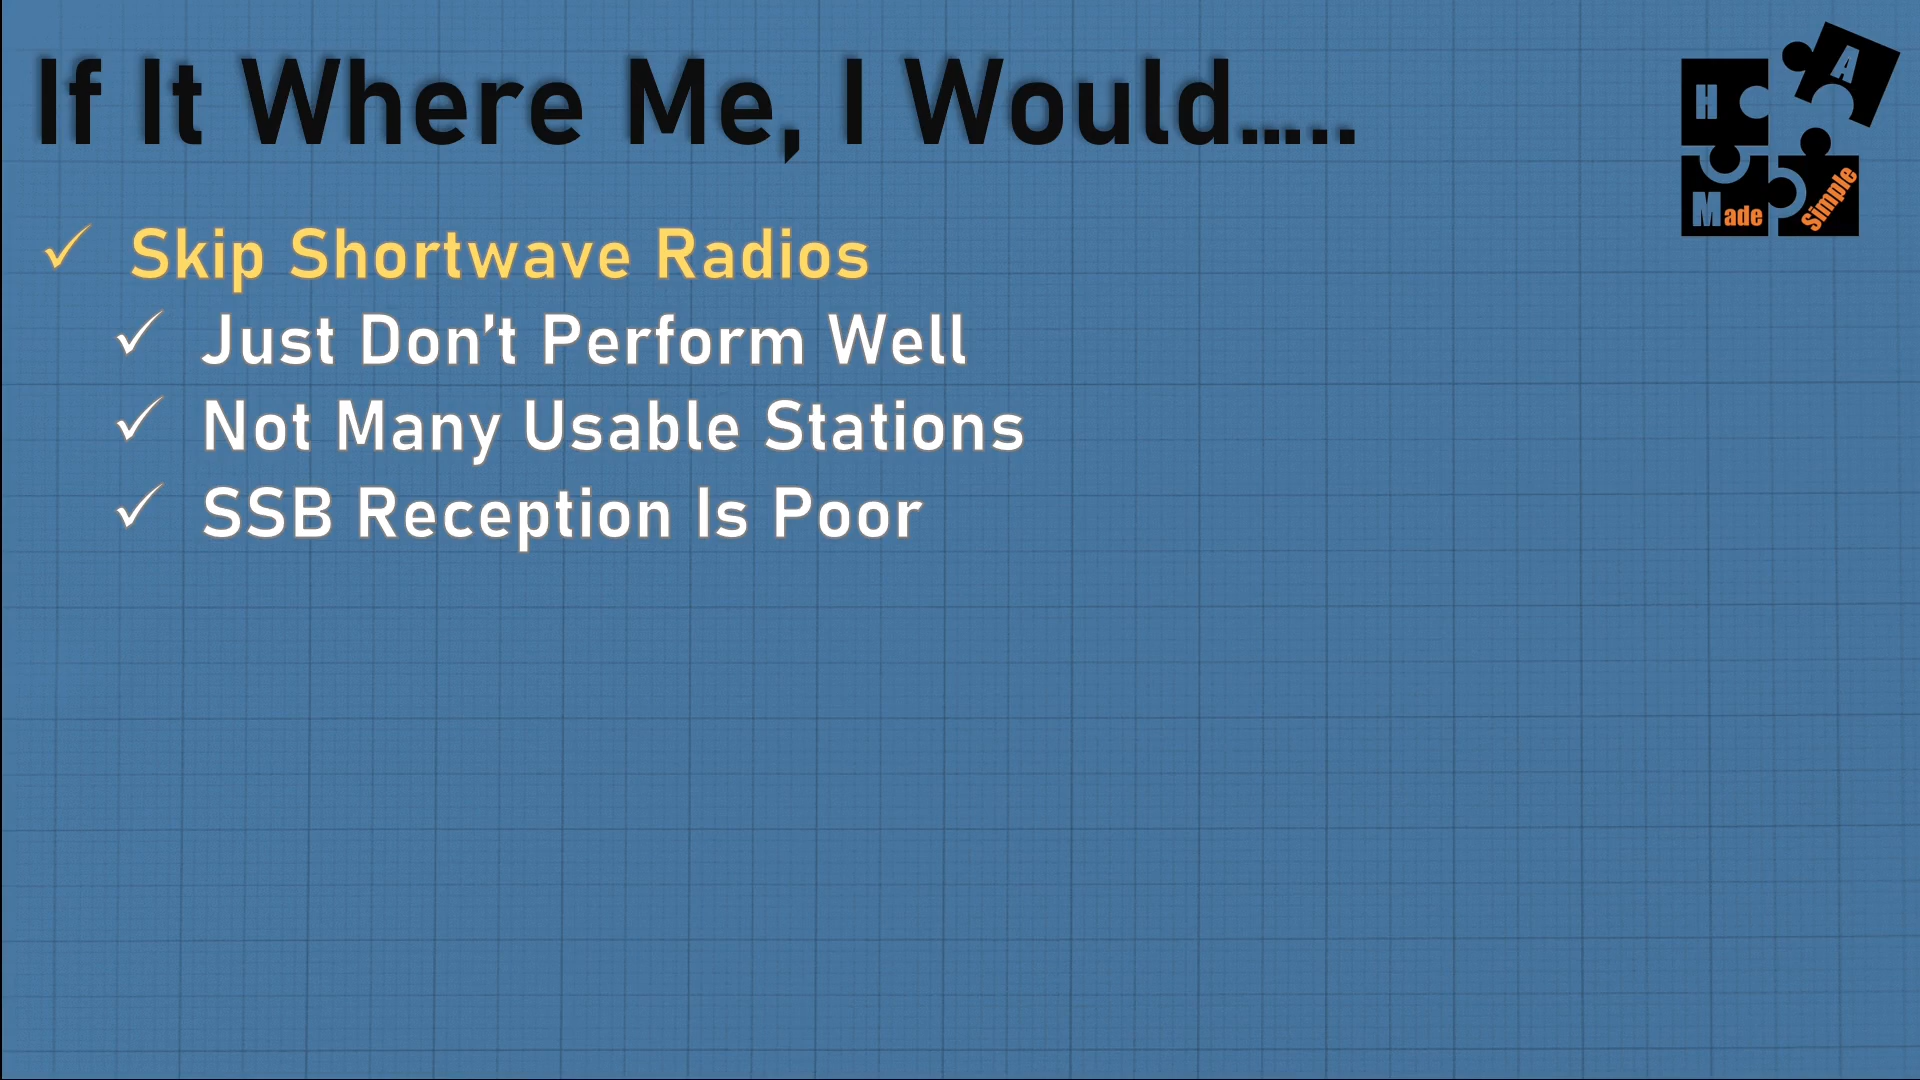 If It Where Me, I Would.....
✓ Skip Shortwave Radios
✓ Just Don’t Perform Well
✓ Not Many Usable Stations
✓ SSB Reception Is Poor
H A
Made Simple